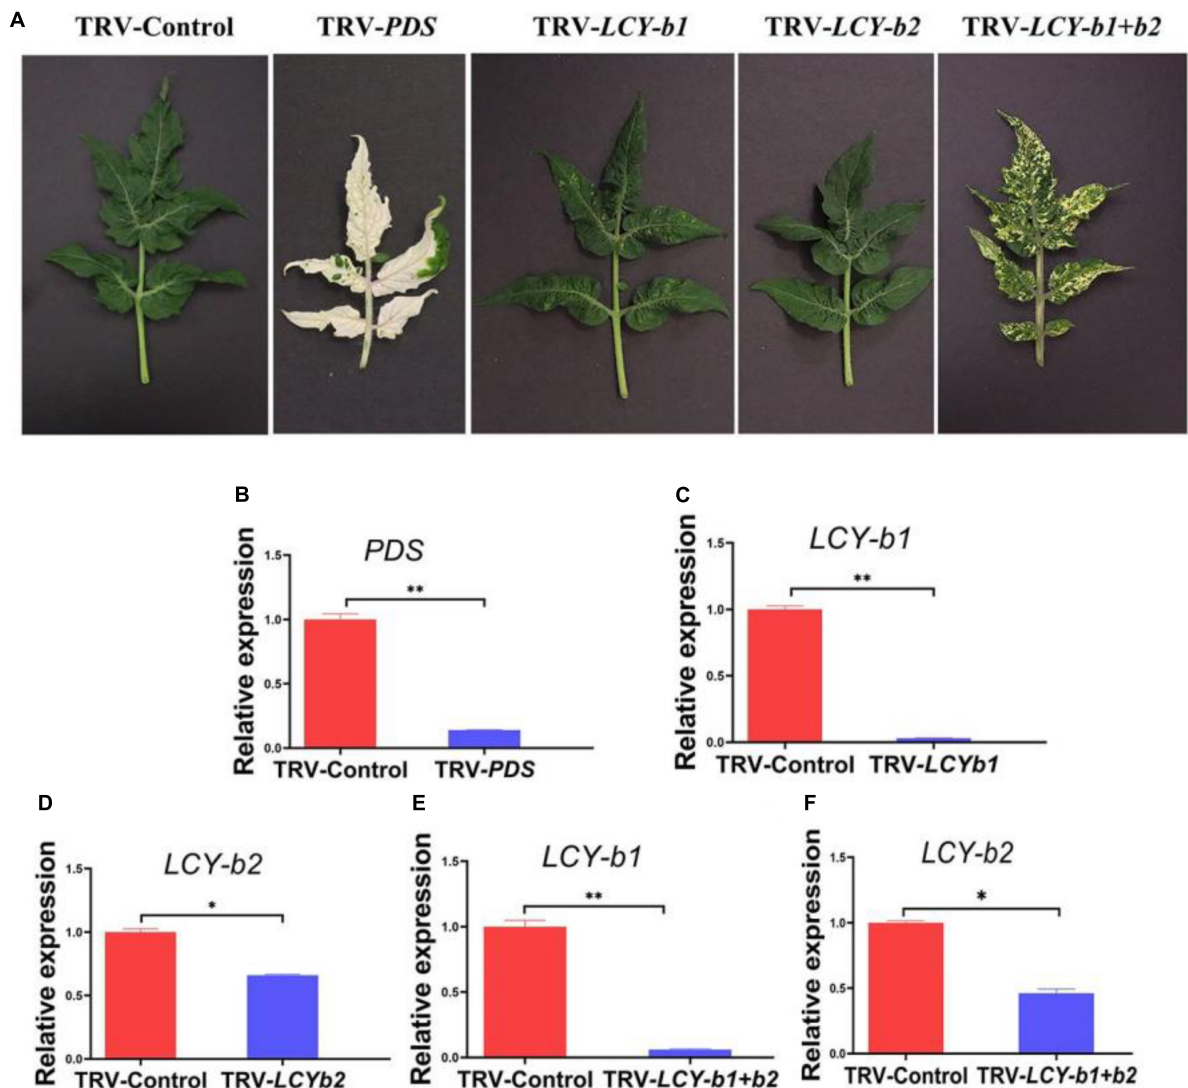 A
TRV-Control TRV-PDS TRV-LCY-b1 TRV-LCY-b2 TRV-LCY-b1+b2
B
PDS
Relative expression
1.5
1.0
0.5
0.0
**
TRV-Control TRV-PDS
C
LCY-b1
Relative expression
1.5
1.0
0.5
0.0
**
TRV-Control TRV-LCYb1
D
LCY-b2
Relative expression
1.5
1.0
0.5
0.0
*
TRV-Control TRV-LCYb2
E
LCY-b1
Relative expression
1.5
1.0
0.5
0.0
**
TRV-Control TRV-LCY-b1+b2
F
LCY-b2
Relative expression
1.5
1.0
0.5
0.0
*
TRV-Control TRV-LCY-b1+b2